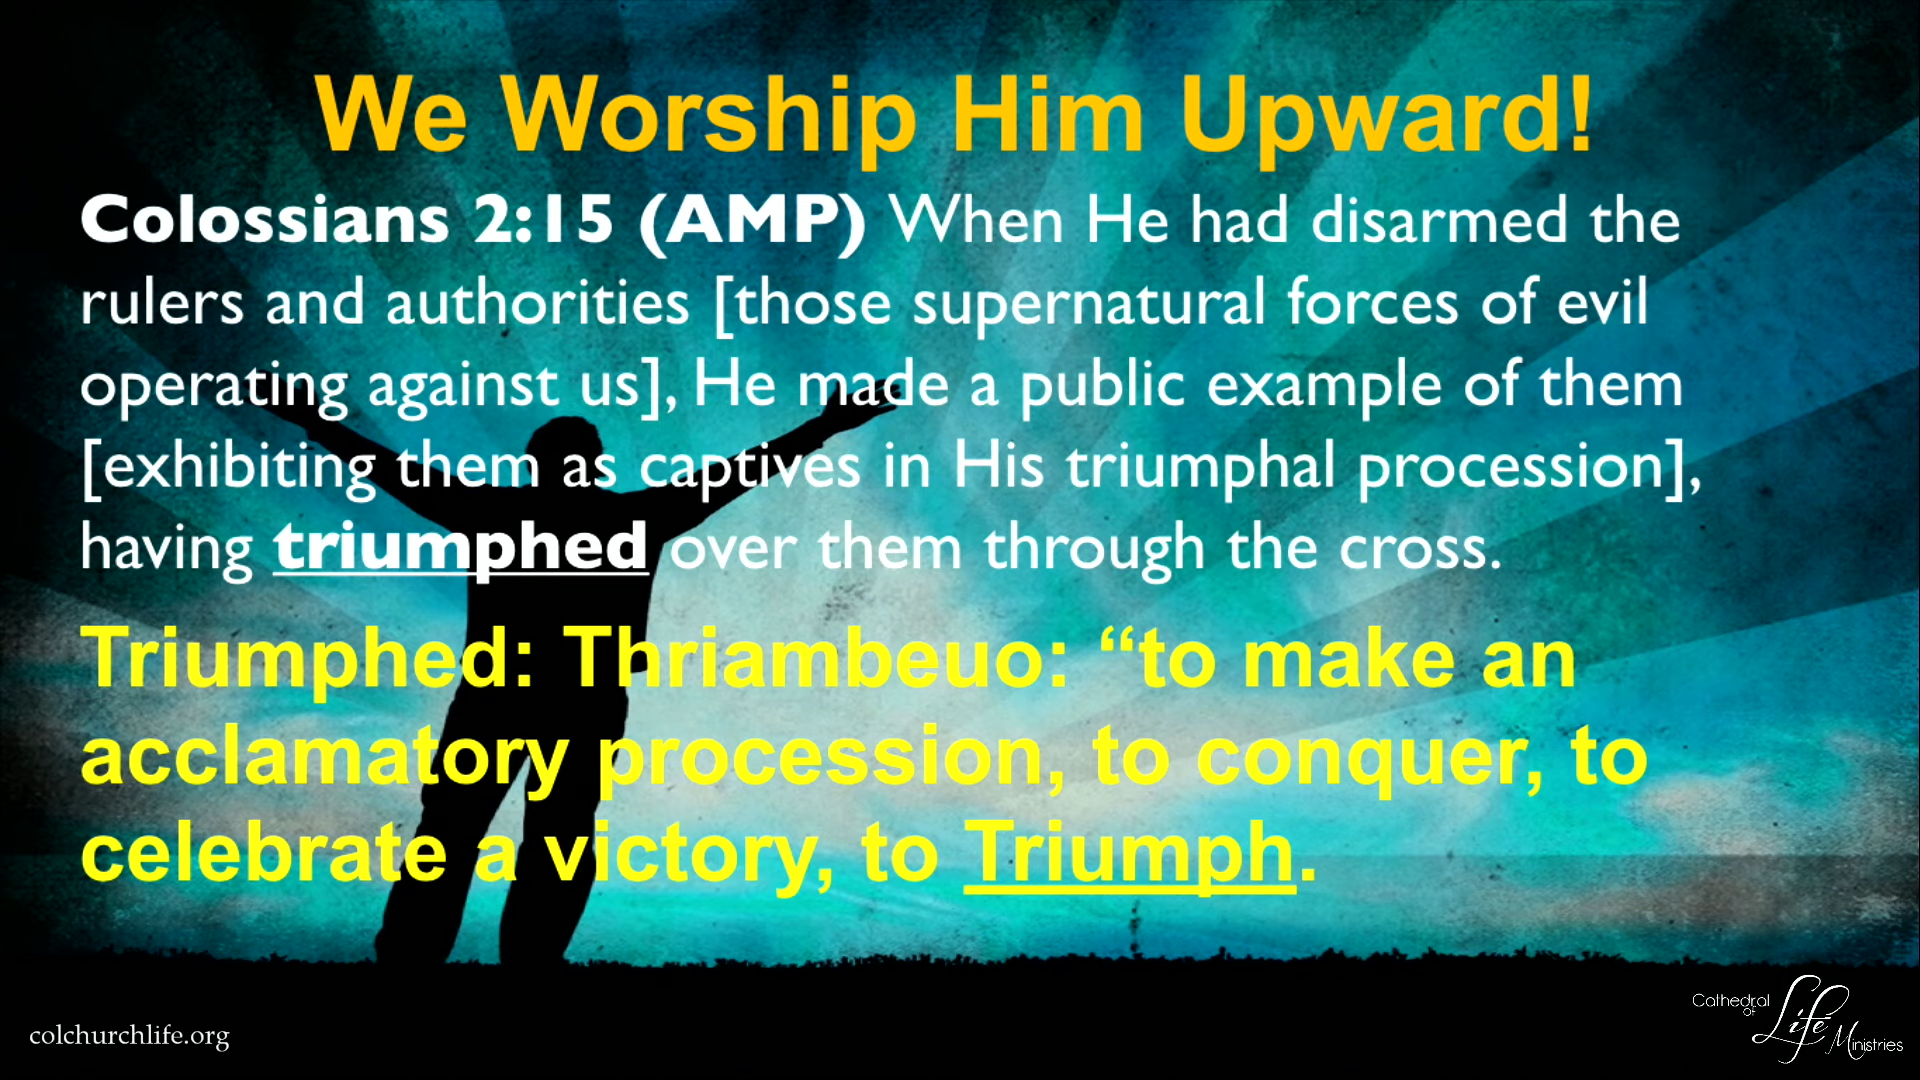 We Worship Him Upward!
Colossians 2:15 (AMP) When He had disarmed the
rulers and authorities [those supernatural forces of evil
operating against us], He made a public example of them
[exhibiting them as captives in His triumphal procession],
having triumphed over them through the cross.
Triumphed: Thriambeuo: “to make an
acclamatory procession, to conquer, to
celebrate a victory, to Triumph.
colchurchlife.org
Cathedral
OF
Life
Ministries